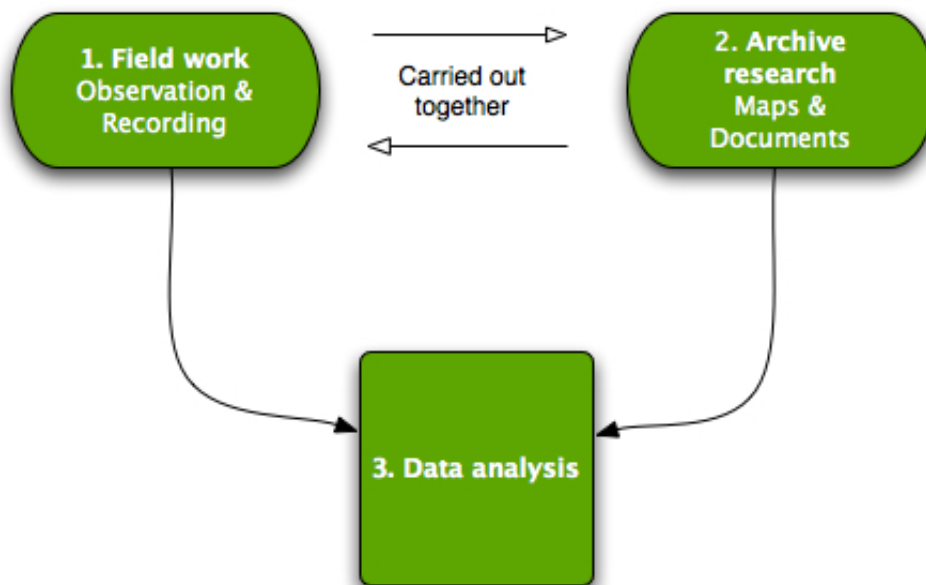 1. Field work
Observation &
Recording
Carried out
together
2. Archive
research
Maps &
Documents
3. Data analysis